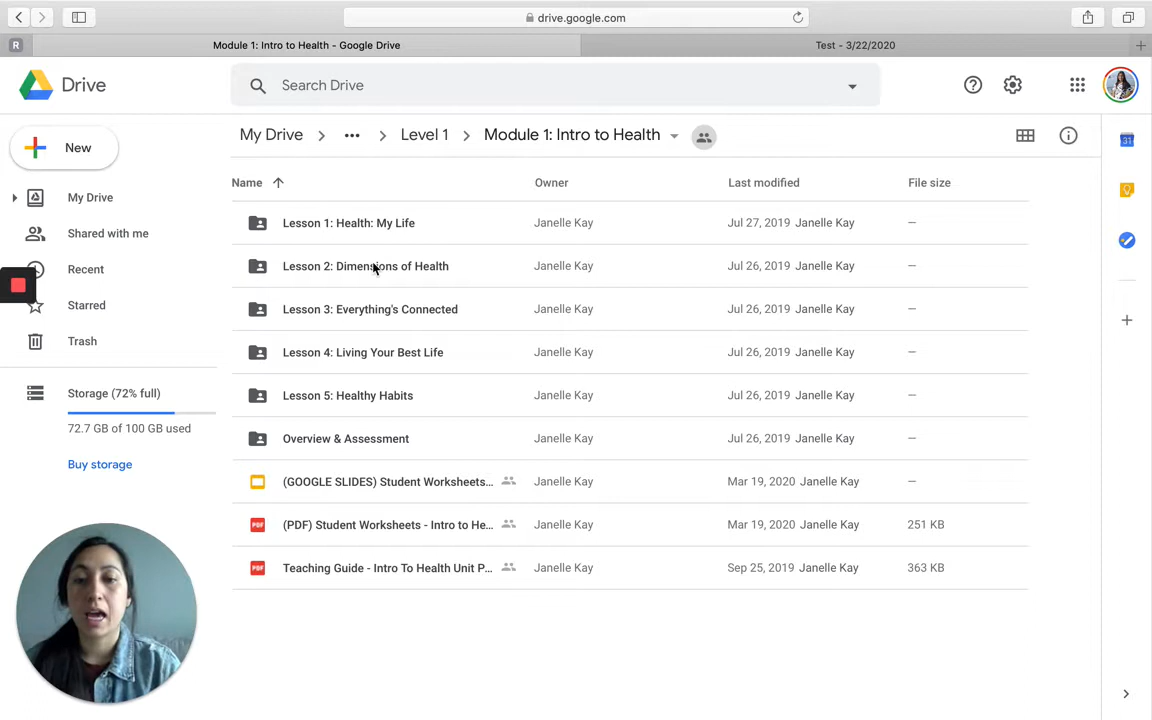 drive.google.com
R
Module 1: Intro to Health - Google Drive
Test - 3/22/2020
Drive
Search Drive
My Drive
Level 1
Module 1: Intro to Health
New
My Drive
Shared with me
Recent
Starred
Trash
Storage (72% full)
72.7 GB of 100 GB used
Buy storage
Name Owner Last modified File size
Lesson 1: Health: My Life Janelle Kay Jul 27, 2019 Janelle Kay —
Lesson 2: Dimensions of Health Janelle Kay Jul 26, 2019 Janelle Kay —
Lesson 3: Everything's Connected Janelle Kay Jul 26, 2019 Janelle Kay —
Lesson 4: Living Your Best Life Janelle Kay Jul 26, 2019 Janelle Kay —
Lesson 5: Healthy Habits Janelle Kay Jul 26, 2019 Janelle Kay —
Overview & Assessment Janelle Kay Jul 26, 2019 Janelle Kay —
(GOOGLE SLIDES) Student Worksheets... Janelle Kay Mar 19, 2020 Janelle Kay —
PDF (PDF) Student Worksheets - Intro to He... Janelle Kay Mar 19, 2020 Janelle Kay 251 KB
PDF Teaching Guide - Intro To Health Unit P... Janelle Kay Sep 25, 2019 Janelle Kay 363 KB
31